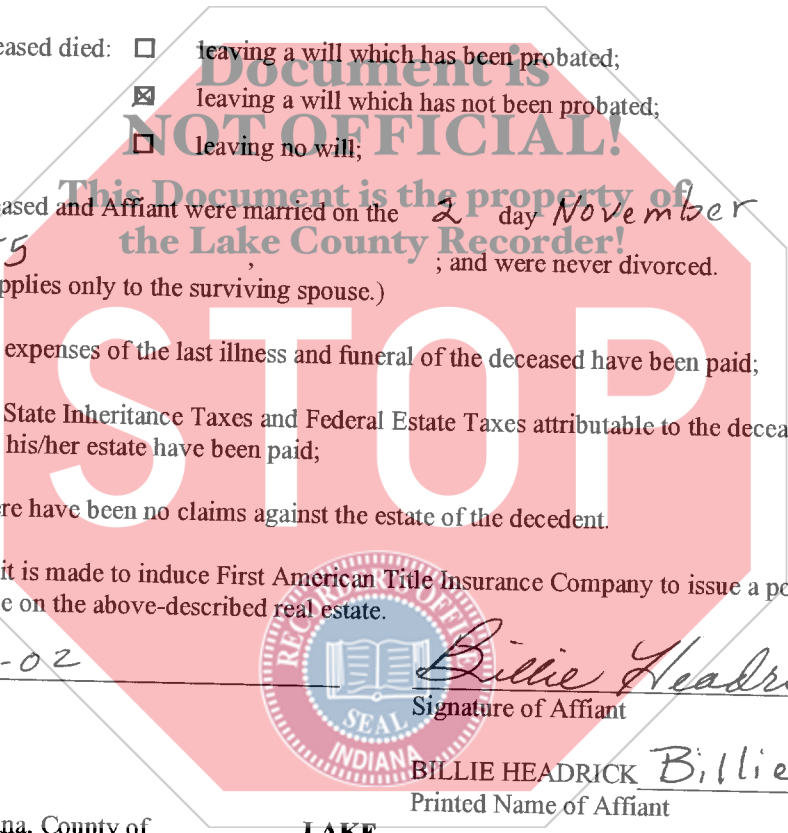 eased died: ☐ leaving a will which has been probated;
Document is
☒ leaving a will which has not been probated;
NOT OFFICIAL!
☐ leaving no will;
This Document is the property of
eased and Affiant were married on the 2 day November
the Lake County Recorder!
5 , ; and were never divorced.
pplies only to the surviving spouse.)
STOP
expenses of the last illness and funeral of the deceased have been paid;
State Inheritance Taxes and Federal Estate Taxes attributable to the decea
his/her estate have been paid;
re have been no claims against the estate of the decedent.
it is made to induce First American Title Insurance Company to issue a po
e on the above-described real estate.
RECORDER'S OFFICE
SEAL
INDIANA
-02
Billie Headri
Signature of Affiant
BILLIE HEADRICK Billie
Printed Name of Affiant
na, County of LAKE